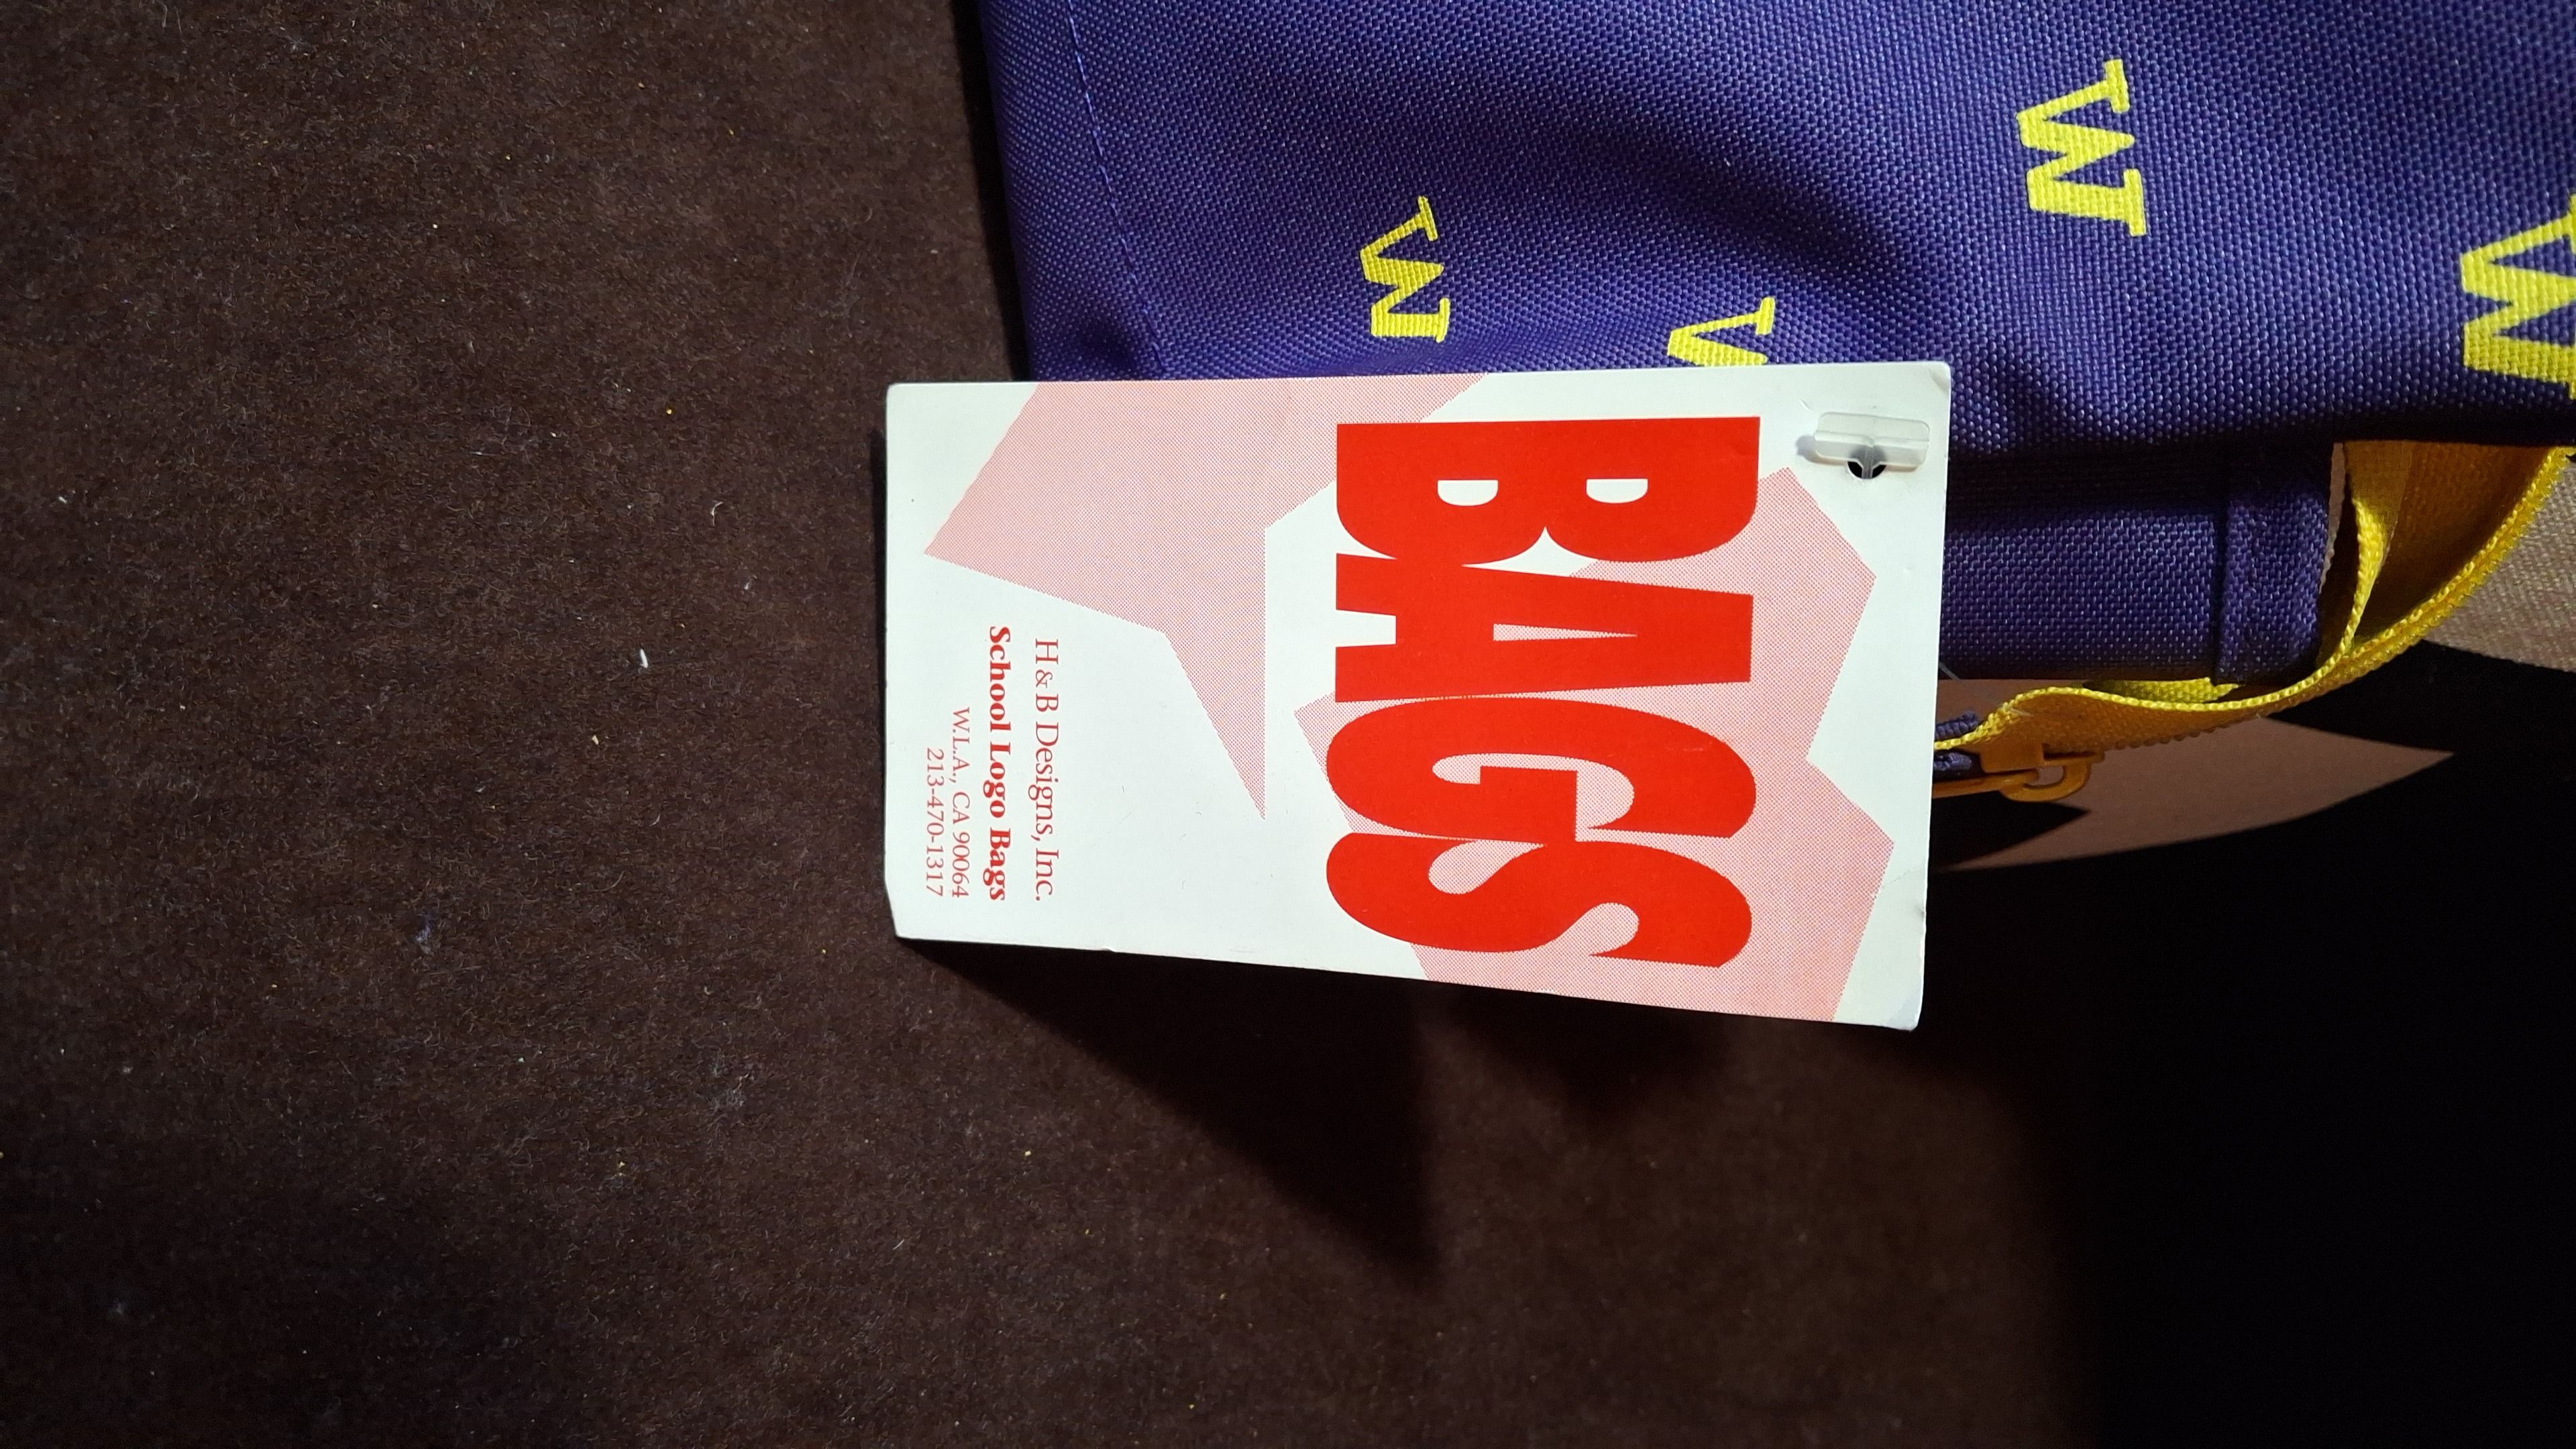 BAGS
H & B Designs, Inc.
School Logo Bags
W.L.A., CA 90064
213-470-1317
W
W
W
W